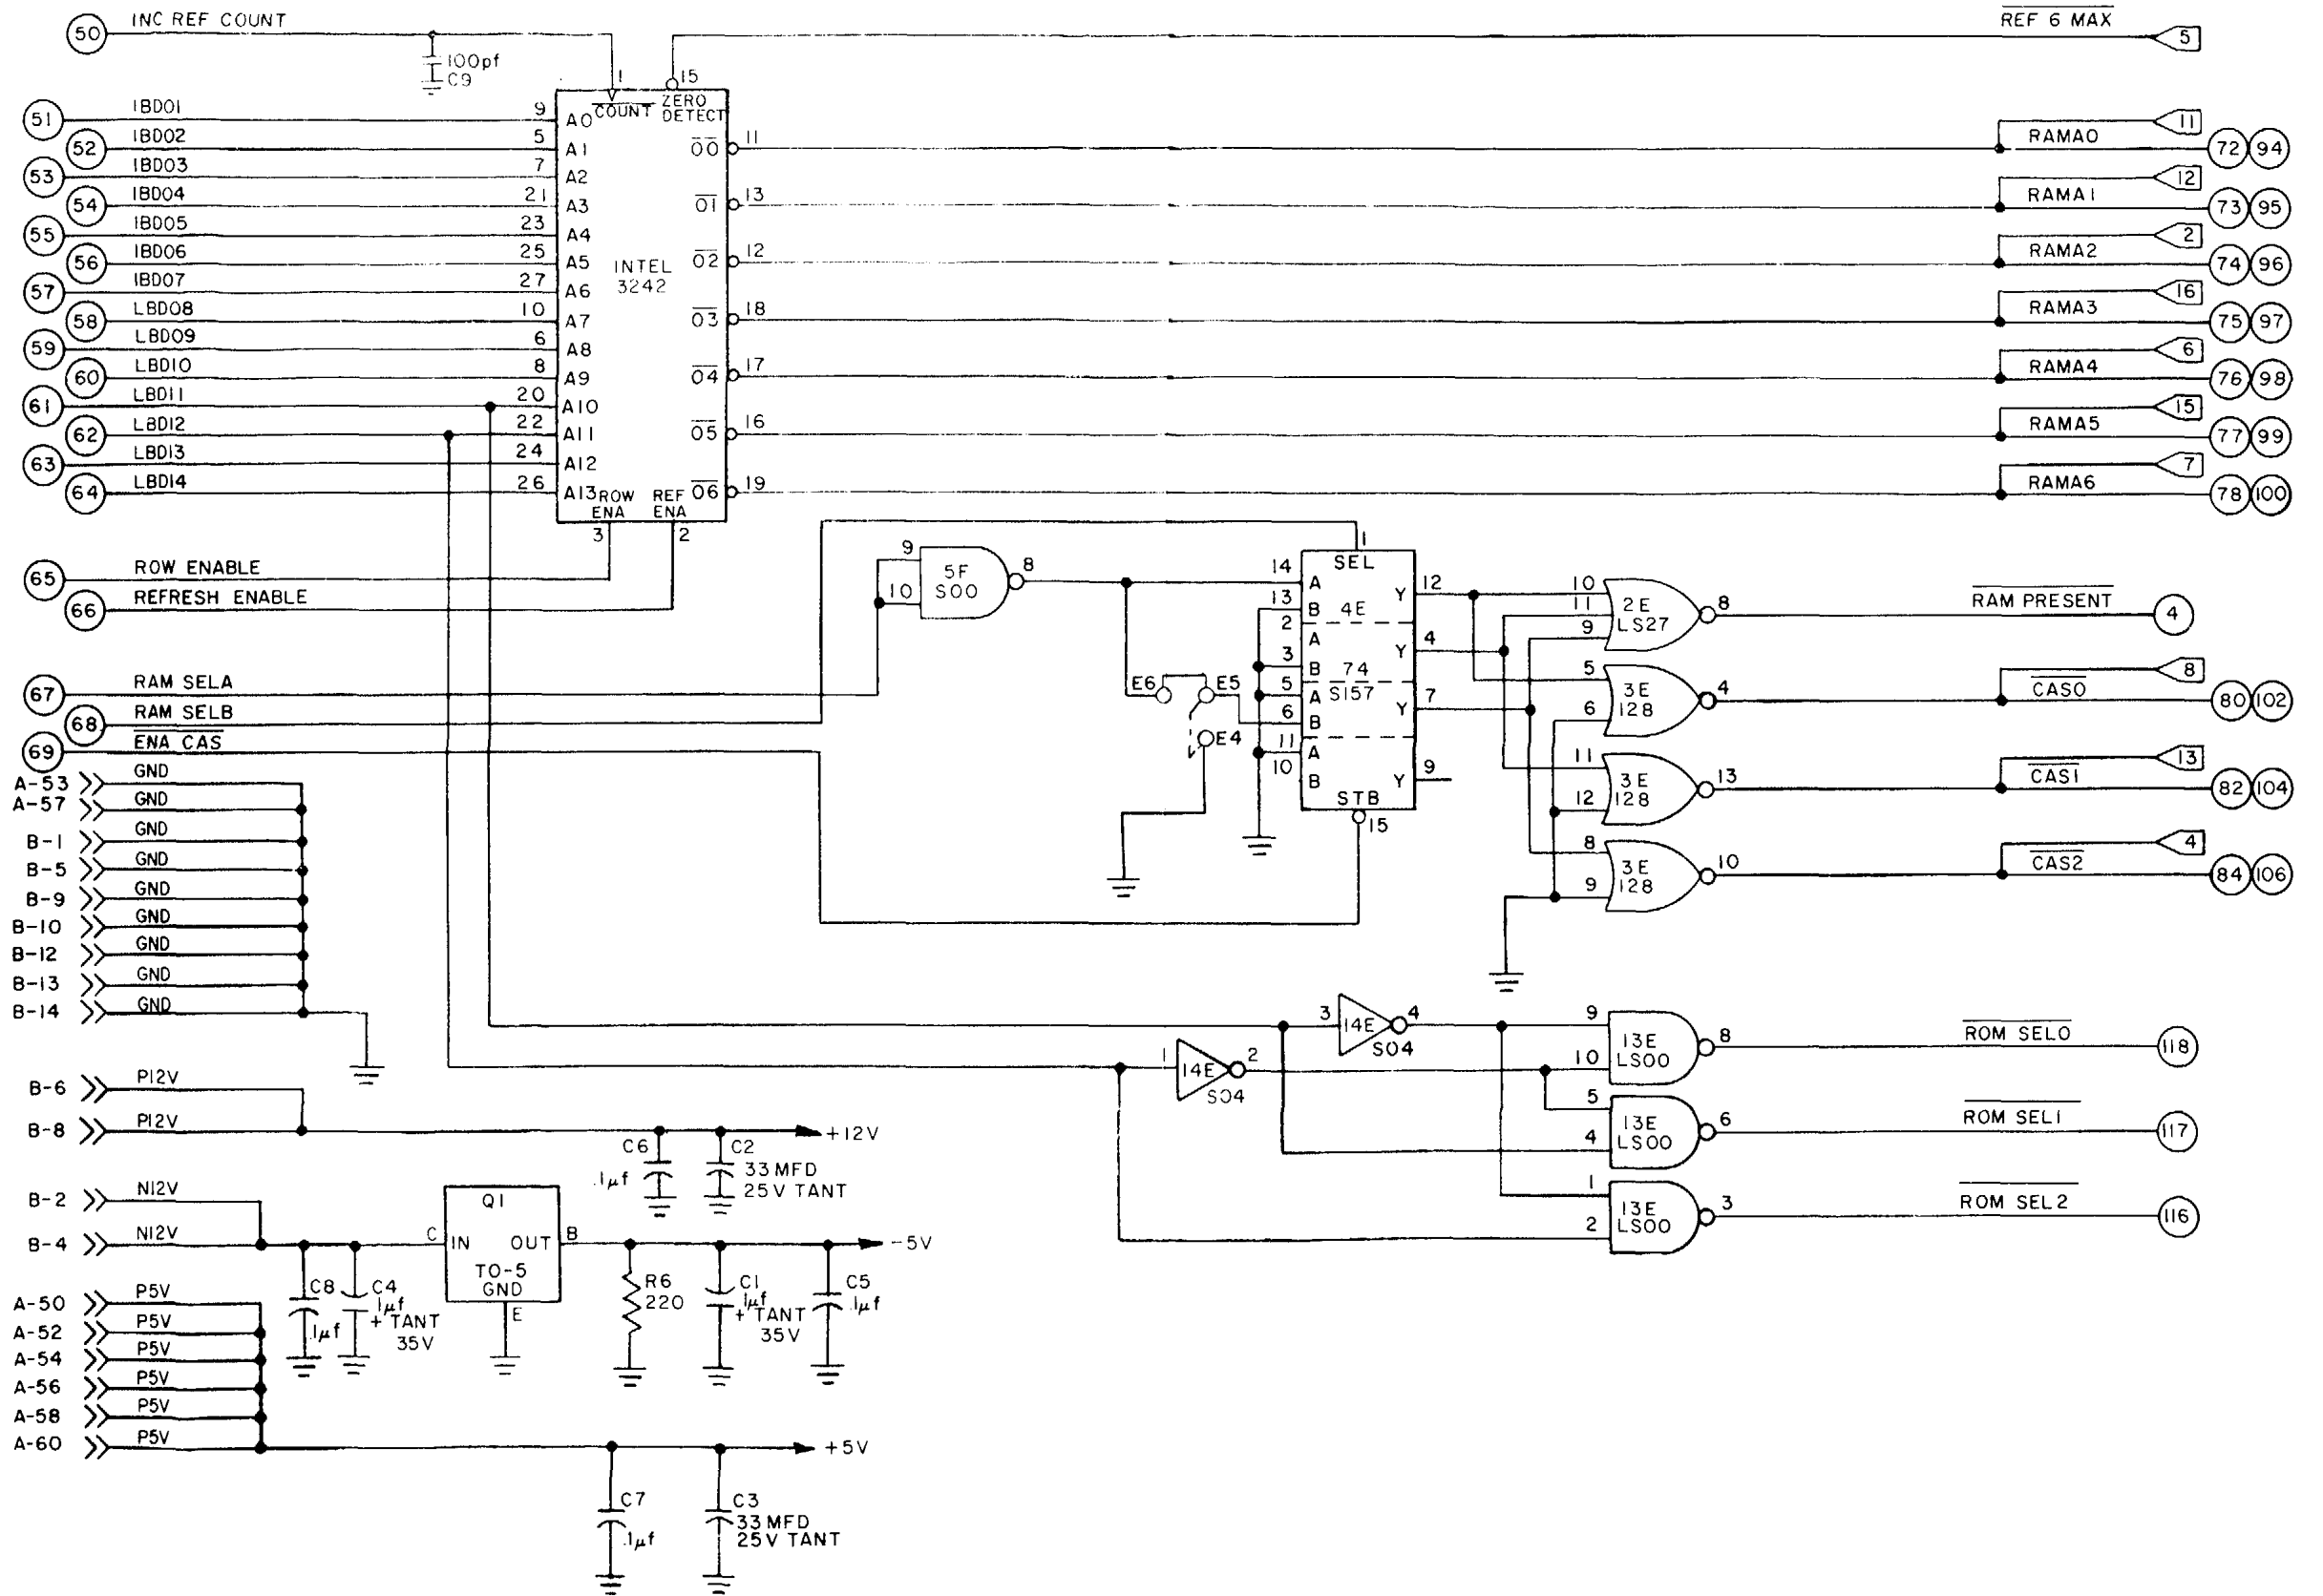 50 INC REF COUNT REF 6 MAX 5
100pf
C9
1 15
COUNT ZERO DETECT
51 IBD01 9 A0
52 IBD02 5 A1
53 IBD03 7 A2
54 IBD04 21 A3
55 IBD05 23 A4
56 IBD06 25 A5
57 IBD07 27 A6
58 LBD08 10 A7
59 LBD09 6 A8
60 LBD10 8 A9
61 LBD11 20 A10
62 LBD12 22 A11
63 LBD13 24 A12
64 LBD14 26 A13
INTEL
3242
ROW ENA REF ENA
3 2
O0 11 RAMA0 11 72 94
O1 13 RAMA1 12 73 95
O2 12 RAMA2 2 74 96
O3 18 RAMA3 16 75 97
O4 17 RAMA4 6 76 98
O5 16 RAMA5 15 77 99
O6 19 RAMA6 7 78 100
65 ROW ENABLE
66 REFRESH ENABLE
67 RAM SELA
68 RAM SELB
69 ENA CAS
9
10
5F
S00
8
E6 E5
E4
1
SEL
14 A
13 B
Y 12
4E
2 A
3 B
Y 4
74
S157
5 A
6 B
Y 7
11 A
10 B
Y 9
STB
15
10
11
9
2E
LS27
8 RAM PRESENT 4
5
6
3E
128
4 CAS0 8 80 102
11
12
3E
128
13 CAS1 13 82 104
8
9
3E
128
10 CAS2 4 84 106
A-53 GND
A-57 GND
B-1 GND
B-5 GND
B-9 GND
B-10 GND
B-12 GND
B-13 GND
B-14 GND
3 14E 4
S04
1 14E 2
S04
9
10
13E
LS00
8 ROM SEL0 118
5
4
13E
LS00
6 ROM SEL1 117
1
2
13E
LS00
3 ROM SEL2 116
B-6 P12V
B-8 P12V
C6
.1µf
C2
33 MFD
25V TANT
+12V
B-2 N12V
B-4 N12V
C8
.1µf
C4
1µf
+ TANT
35V
C IN Q1 OUT B
TO-5
GND
E
R6
220
C1
1µf
+ TANT
35V
C5
.1µf
-5V
A-50 P5V
A-52 P5V
A-54 P5V
A-56 P5V
A-58 P5V
A-60 P5V
+5V
C7
.1µf
C3
33 MFD
25V TANT